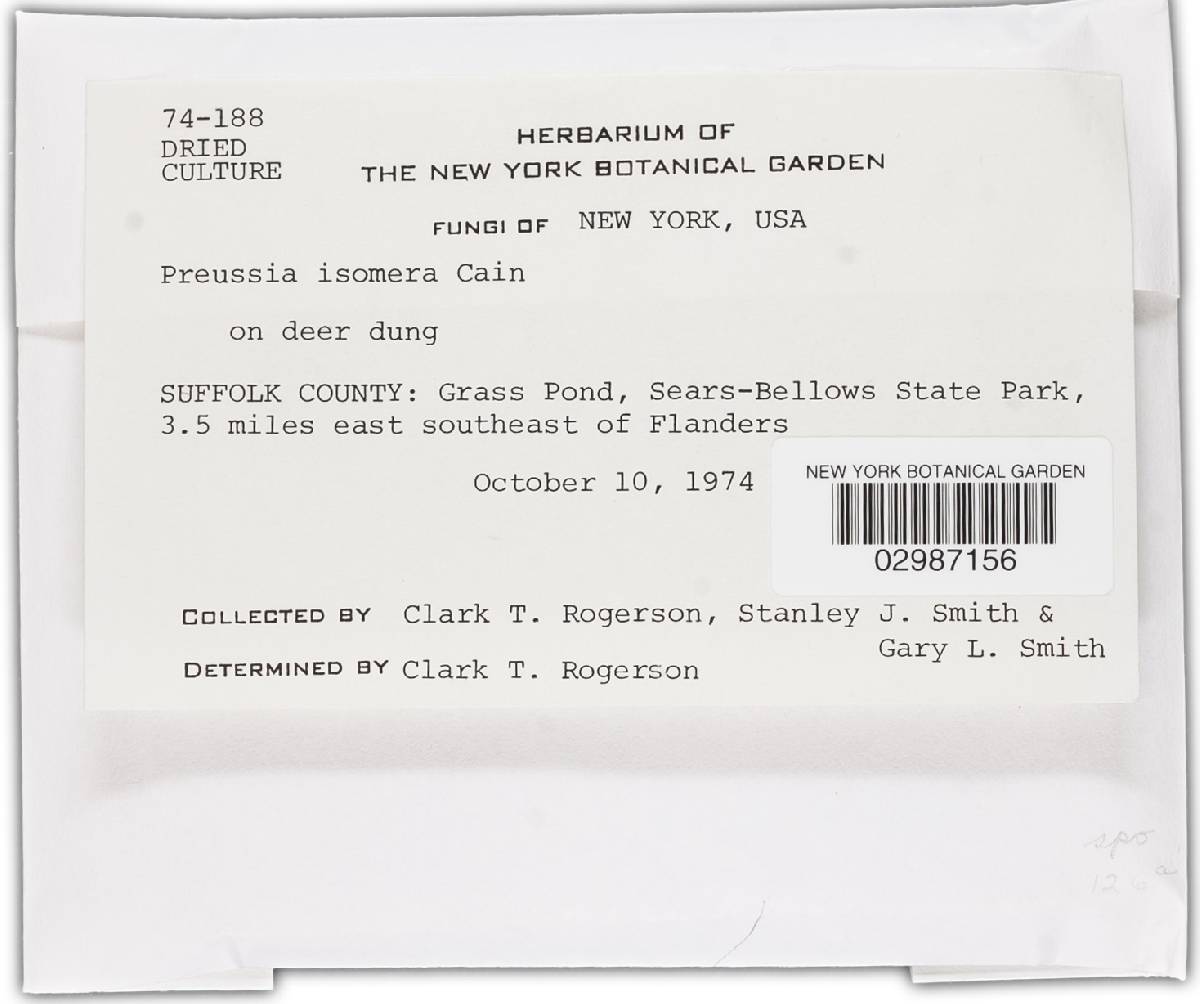 74-188
DRIED
CULTURE
HERBARIUM OF
THE NEW YORK BOTANICAL GARDEN
FUNGI OF NEW YORK, USA
Preussia isomera Cain
on deer dung
SUFFOLK COUNTY: Grass Pond, Sears-Bellows State Park,
3.5 miles east southeast of Flanders
October 10, 1974
NEW YORK BOTANICAL GARDEN
02987156
COLLECTED BY Clark T. Rogerson, Stanley J. Smith &
Gary L. Smith
DETERMINED BY Clark T. Rogerson
spo